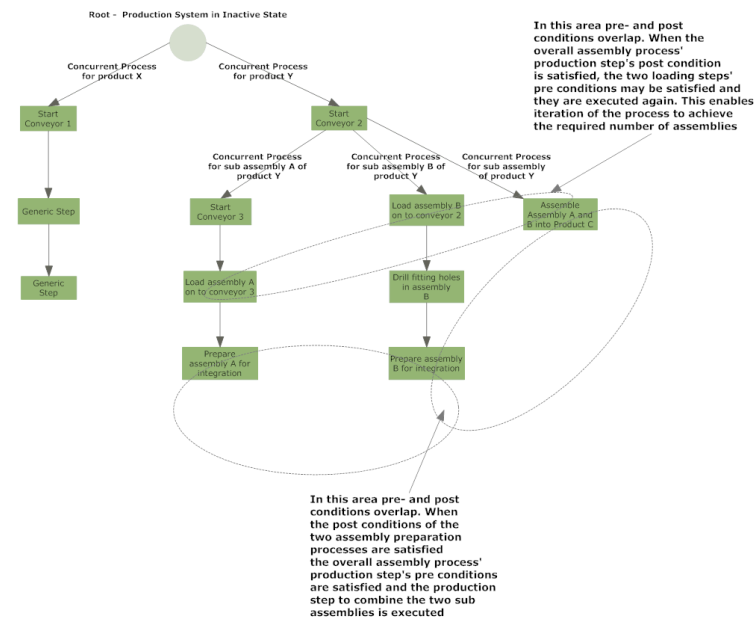 Root - Production System in Inactive State
In this area pre- and post
conditions overlap. When the
overall assembly process'
production step's post condition
is satisfied, the two loading steps'
pre conditions may be satisfied and
they are executed again. This enables
iteration of the process to achieve
the required number of assemblies
Concurrent Process
for product X
Concurrent Process
for product Y
Start
Conveyor 1
Start
Conveyor 2
Concurrent Process
for sub assembly A of
product Y
Concurrent Process
for sub assembly B of
product Y
Concurrent Process
for sub assembly
of product Y
Generic Step
Start
Conveyor 3
Load assembly B
on to conveyor 2
Assemble
Assembly A,and
B into Product C
Generic
Step
Load assembly A
on to conveyor 3
Drill fitting holes
in assembly
B
Prepare
assembly A for
integration
Prepare assembly
B for integration
In this area pre- and post
conditions overlap. When
the post conditions of the
two assembly preparation
processes are satisfied
the overall assembly process'
production step's pre conditions
are satisfied and the production
step to combine the two sub
assemblies is executed